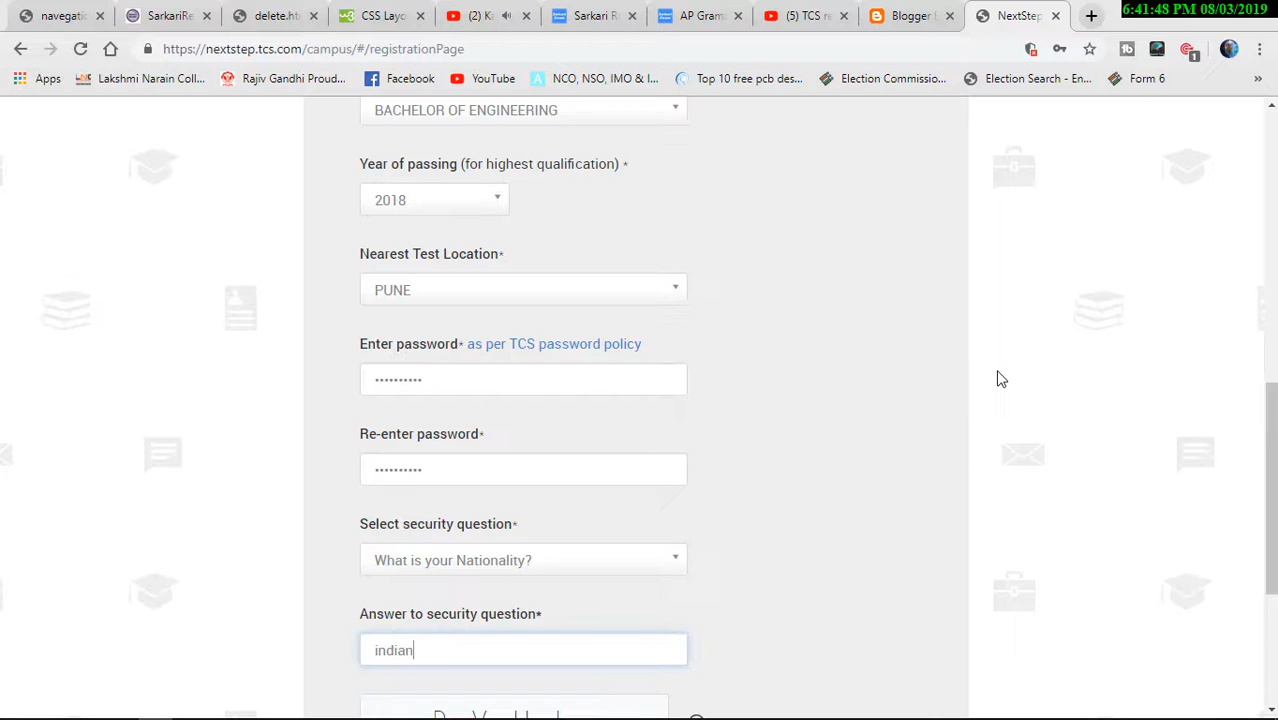 navegatio
SarkariRe
delete.ht
CSS Layo
(2) Ka
Sarkari R
AP Gram
(5) TCS re
Blogger
NextStep
6:41:48 PM 08/03/2019
https://nextstep.tcs.com/campus/#/registrationPage
1
Apps
Lakshmi Narain Coll...
Rajiv Gandhi Proud...
Facebook
YouTube
NCO, NSO, IMO & I...
Top 10 free pcb des...
Election Commissio...
Election Search - En...
Form 6
»
BACHELOR OF ENGINEERING
Year of passing (for highest qualification) *
2018
Nearest Test Location*
PUNE
Enter password* as per TCS password policy
••••••••••
Re-enter password*
••••••••••
Select security question*
What is your Nationality?
Answer to security question*
indian